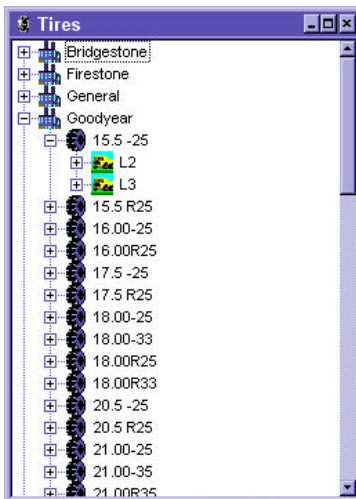 Tires
Bridgestone
Firestone
General
Goodyear
15.5 -25
L2
L3
15.5 R25
16.00-25
16.00R25
17.5 -25
17.5 R25
18.00-25
18.00-33
18.00R25
18.00R33
20.5 -25
20.5 R25
21.00-25
21.00-35
21.00R35